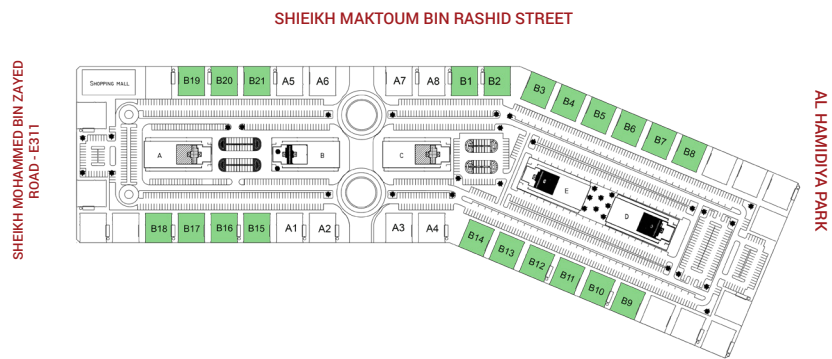 SHIEIKH MAKTOUM BIN RASHID STREET
SHEIKH MOHAMMED BIN ZAYED
ROAD - E311
AL HAMIDIYA PARK
SHOPPING MALL
B19 B20 B21 A5 A6 A7 A8 B1 B2 B3 B4 B5 B6 B7 B8
A B C E D
B18 B17 B16 B15 A1 A2 A3 A4 B14 B13 B12 B11 B10 B9